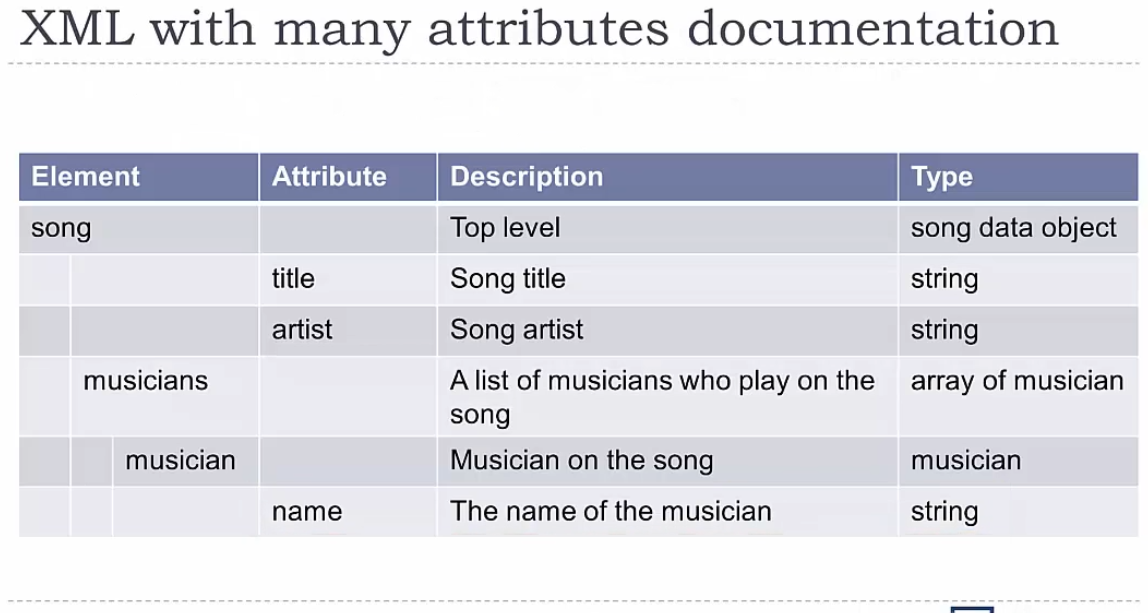 XML with many attributes documentation
Element Attribute Description Type
song Top level song data object
title Song title string
artist Song artist string
musicians A list of musicians who play on the array of musician
song
musician Musician on the song musician
name The name of the musician string